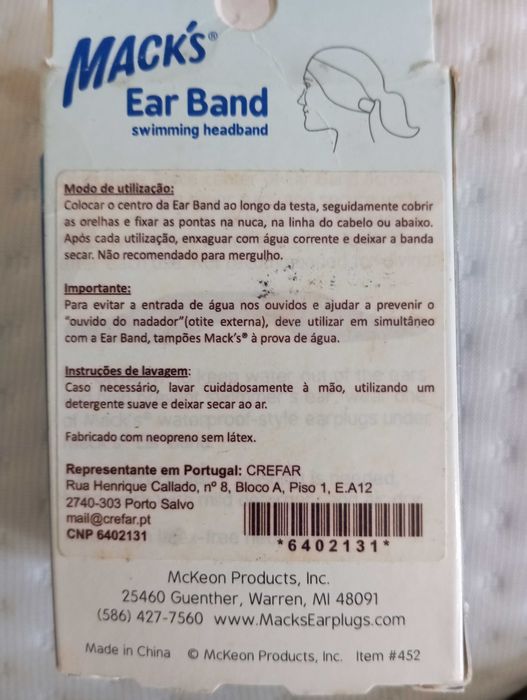 MACK'S®
Ear Band
swimming headband
Modo de utilização:
Colocar o centro da Ear Band ao longo da testa, seguidamente cobrir
as orelhas e fixar as pontas na nuca, na linha do cabelo ou abaixo.
Após cada utilização, enxaguar com água corrente e deixar a banda
secar. Não recomendado para mergulho.
Importante:
Para evitar a entrada de água nos ouvidos e ajudar a prevenir o
"ouvido do nadador"(otite externa), deve utilizar em simultâneo
com a Ear Band, tampões Mack's® à prova de água.
Instruções de lavagem:
Caso necessário, lavar cuidadosamente à mão, utilizando um
detergente suave e deixar secar ao ar.
Fabricado com neopreno sem látex.
Representante em Portugal: CREFAR
Rua Henrique Callado, nº 8, Bloco A, Piso 1, E.A12
2740-303 Porto Salvo
mail@crefar.pt
CNP 6402131
*6402131*
McKeon Products, Inc.
25460 Guenther, Warren, MI 48091
(586) 427-7560 www.MacksEarplugs.com
Made in China © McKeon Products, Inc. Item #452